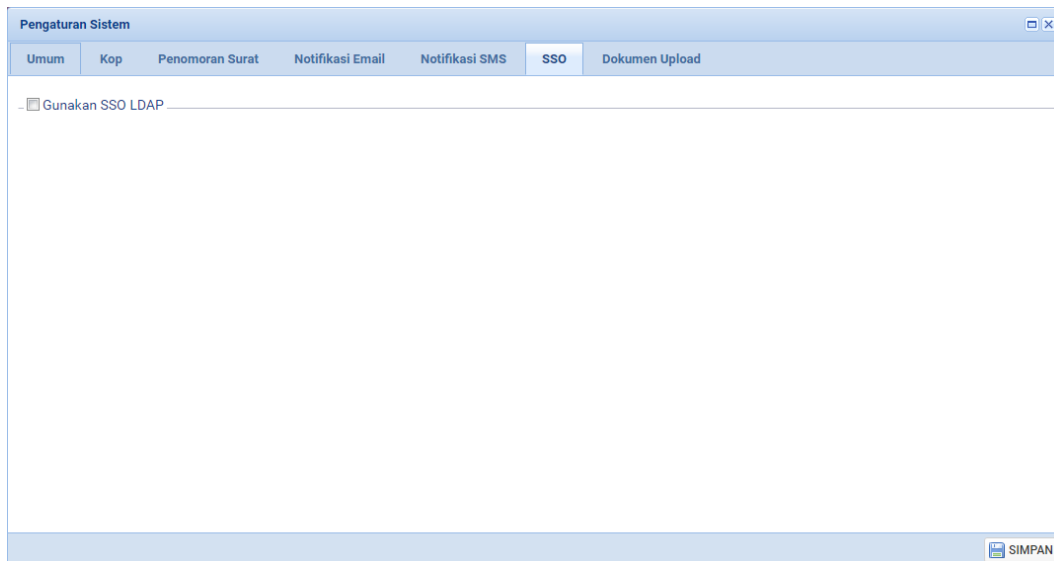 Pengaturan Sistem
Umum Kop Penomoran Surat Notifikasi Email Notifikasi SMS SSO Dokumen Upload
Gunakan SSO LDAP
SIMPAN